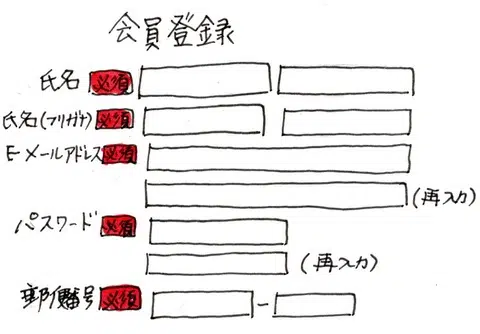 会員登録
氏名 必須
氏名(フリガナ) 必須
Eメールアドレス 必須
(再入力)
パスワード 必須
(再入力)
郵便番号 必須 -